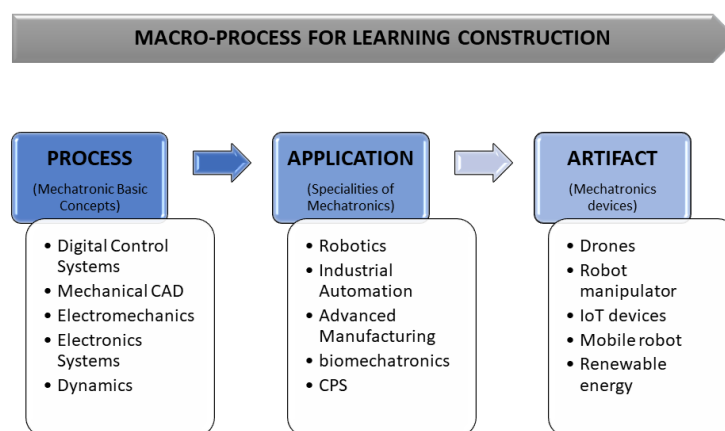 MACRO-PROCESS FOR LEARNING CONSTRUCTION
PROCESS
(Mechatronic Basic
Concepts)
• Digital Control
Systems
• Mechanical CAD
• Electromechanics
• Electronics
Systems
• Dynamics
APPLICATION
(Specialities of
Mechatronics)
• Robotics
• Industrial
Automation
• Advanced
Manufacturing
• biomechatronics
• CPS
ARTIFACT
(Mechatronics
devices)
• Drones
• Robot
manipulator
• IoT devices
• Mobile robot
• Renewable
energy